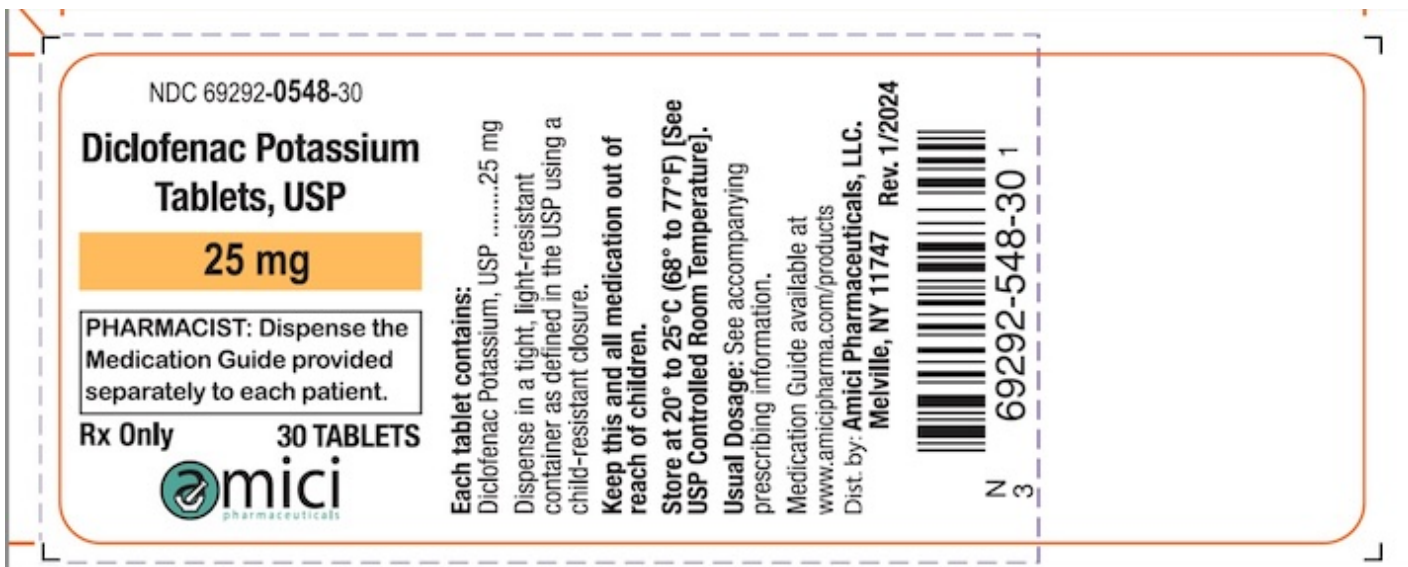 NDC 69292-0548-30
Diclofenac Potassium
Tablets, USP
25 mg
PHARMACIST: Dispense the
Medication Guide provided
separately to each patient.
Rx Only 30 TABLETS
amici
pharmaceuticals
Each tablet contains:
Diclofenac Potassium, USP ........25 mg
Dispense in a tight, light-resistant
container as defined in the USP using a
child-resistant closure.
Keep this and all medication out of
reach of children.
Store at 20° to 25°C (68° to 77°F) [See
USP Controlled Room Temperature].
Usual Dosage: See accompanying
prescribing information.
Medication Guide available at
www.amicipharma.com/products
Dist. by: Amici Pharmaceuticals, LLC.
Melville, NY 11747 Rev. 1/2024
N
3 69292-548-30 1